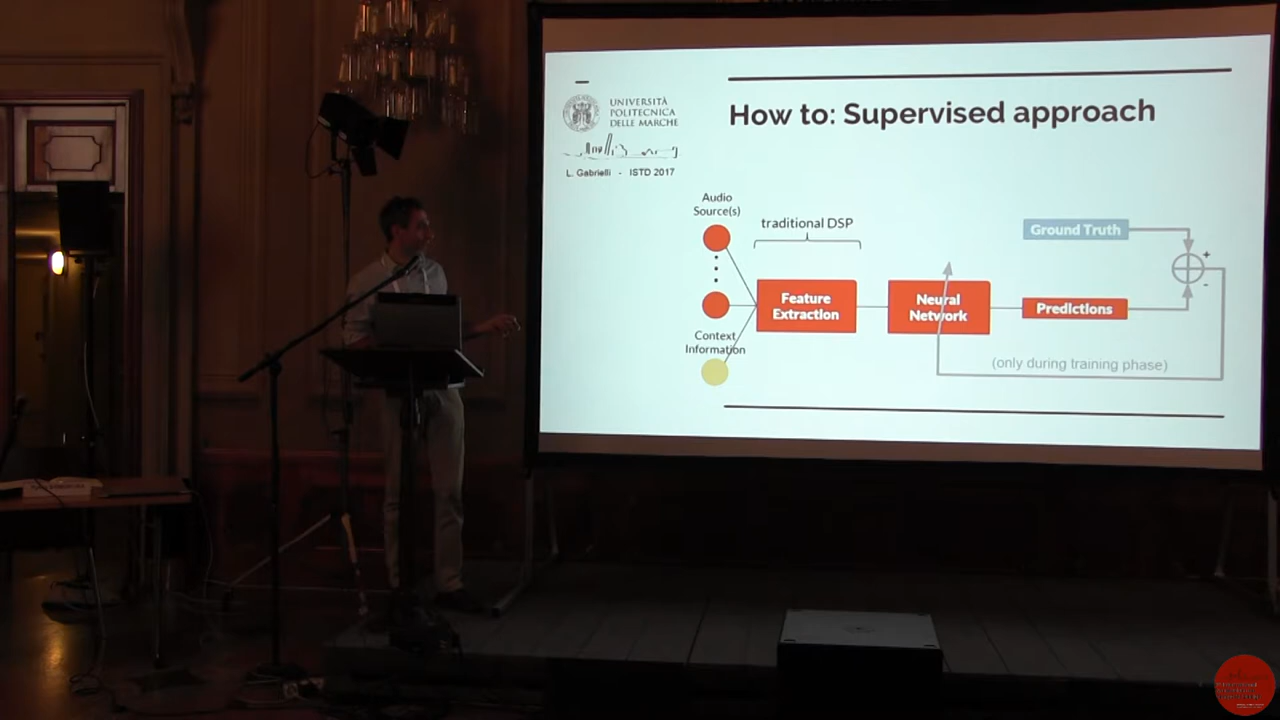 UNIVERSITÀ
POLITECNICA
DELLE MARCHE
L. Gabrielli - ISTD 2017
How to: Supervised approach
Audio
Source(s)
traditional DSP
Ground Truth
+
-
Feature
Extraction
Neural
Network
Predictions
Context
Information
(only during training phase)